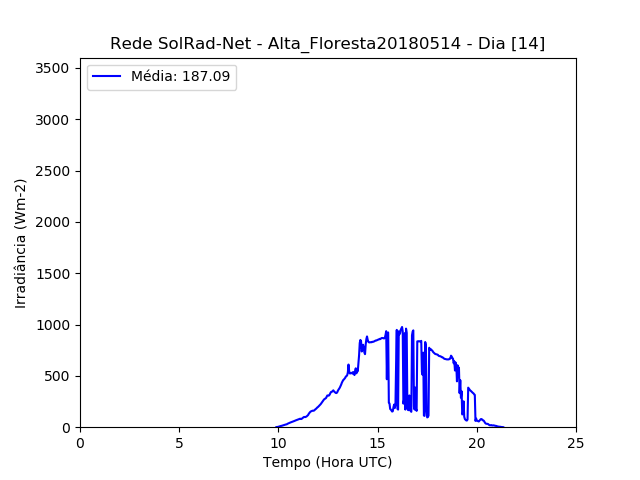 Rede SolRad-Net - Alta_Floresta20180514 - Dia [14]
Média: 187.09
3500
3000
2500
2000
1500
1000
500
0
Irradiância (Wm-2)
0 5 10 15 20 25
Tempo (Hora UTC)